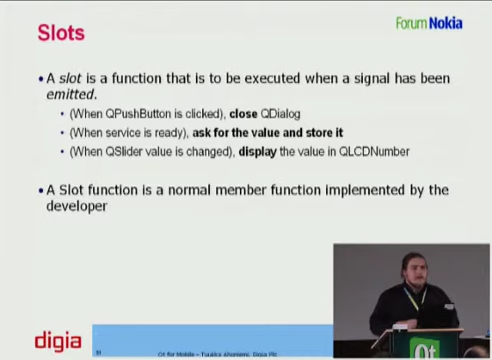 Forum Nokia
Slots
• A slot is a function that is to be executed when a signal has been
emitted.
• (When QPushButton is clicked), close QDialog
• (When service is ready), ask for the value and store it
• (When QSlider value is changed), display the value in QLCDNumber
• A Slot function is a normal member function implemented by the
developer
digia
Qt for Mobile – Digia Plc
Qt